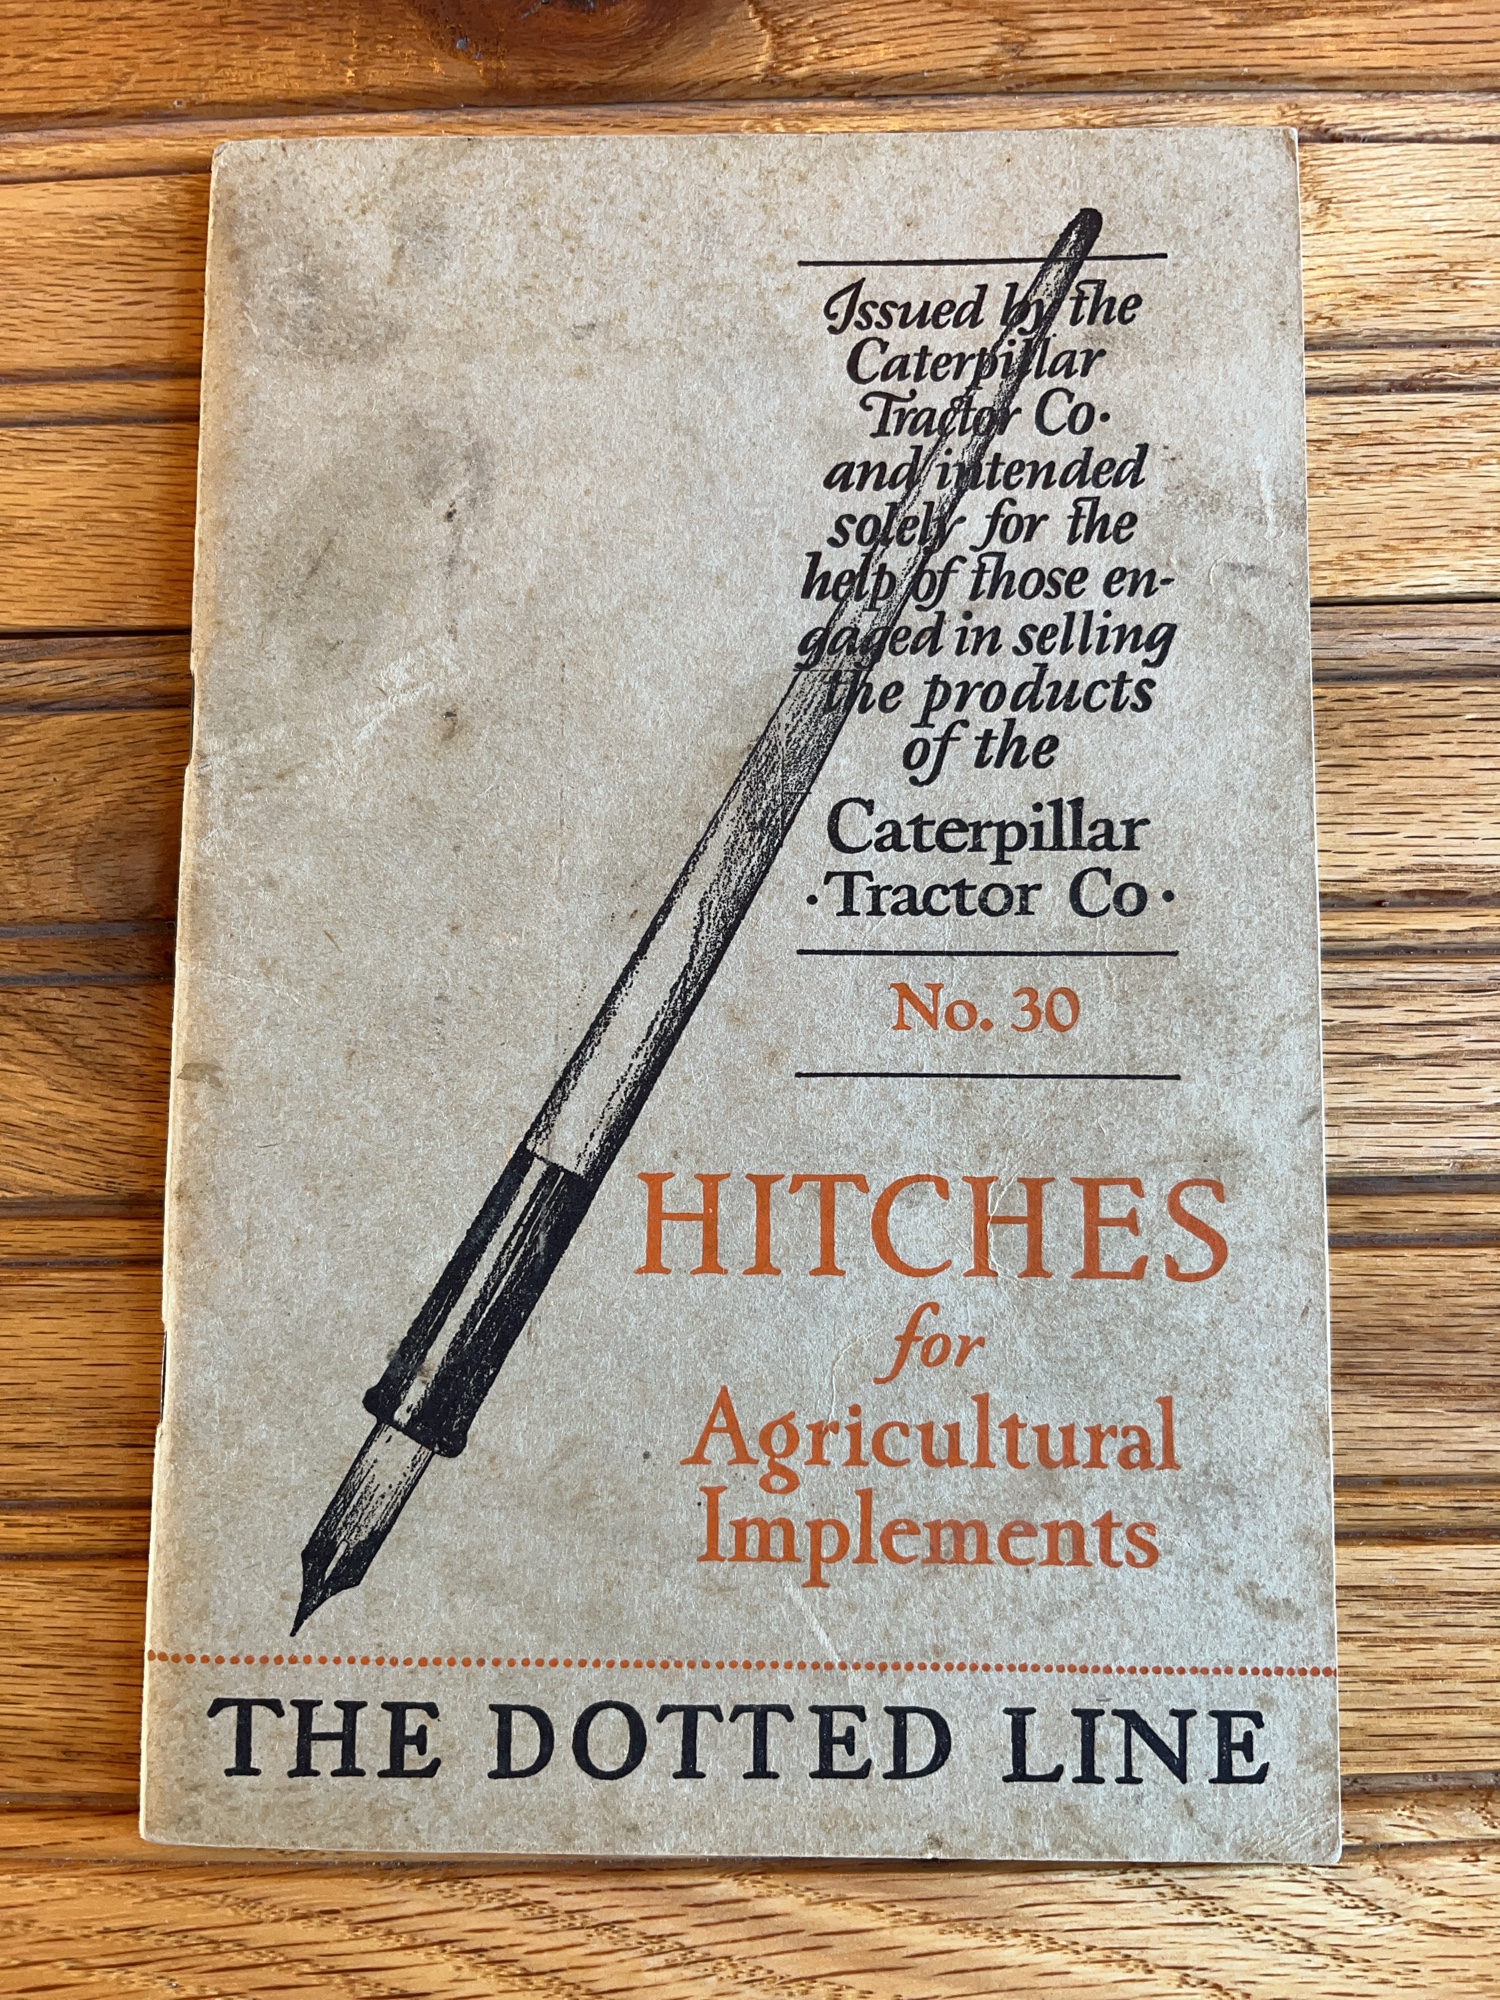 Issued by the
Caterpillar
Tractor Co.
and intended
solely for the
help of those en-
gaged in selling
the products
of the
Caterpillar
·Tractor Co·
No. 30
HITCHES
for
Agricultural
Implements
THE DOTTED LINE